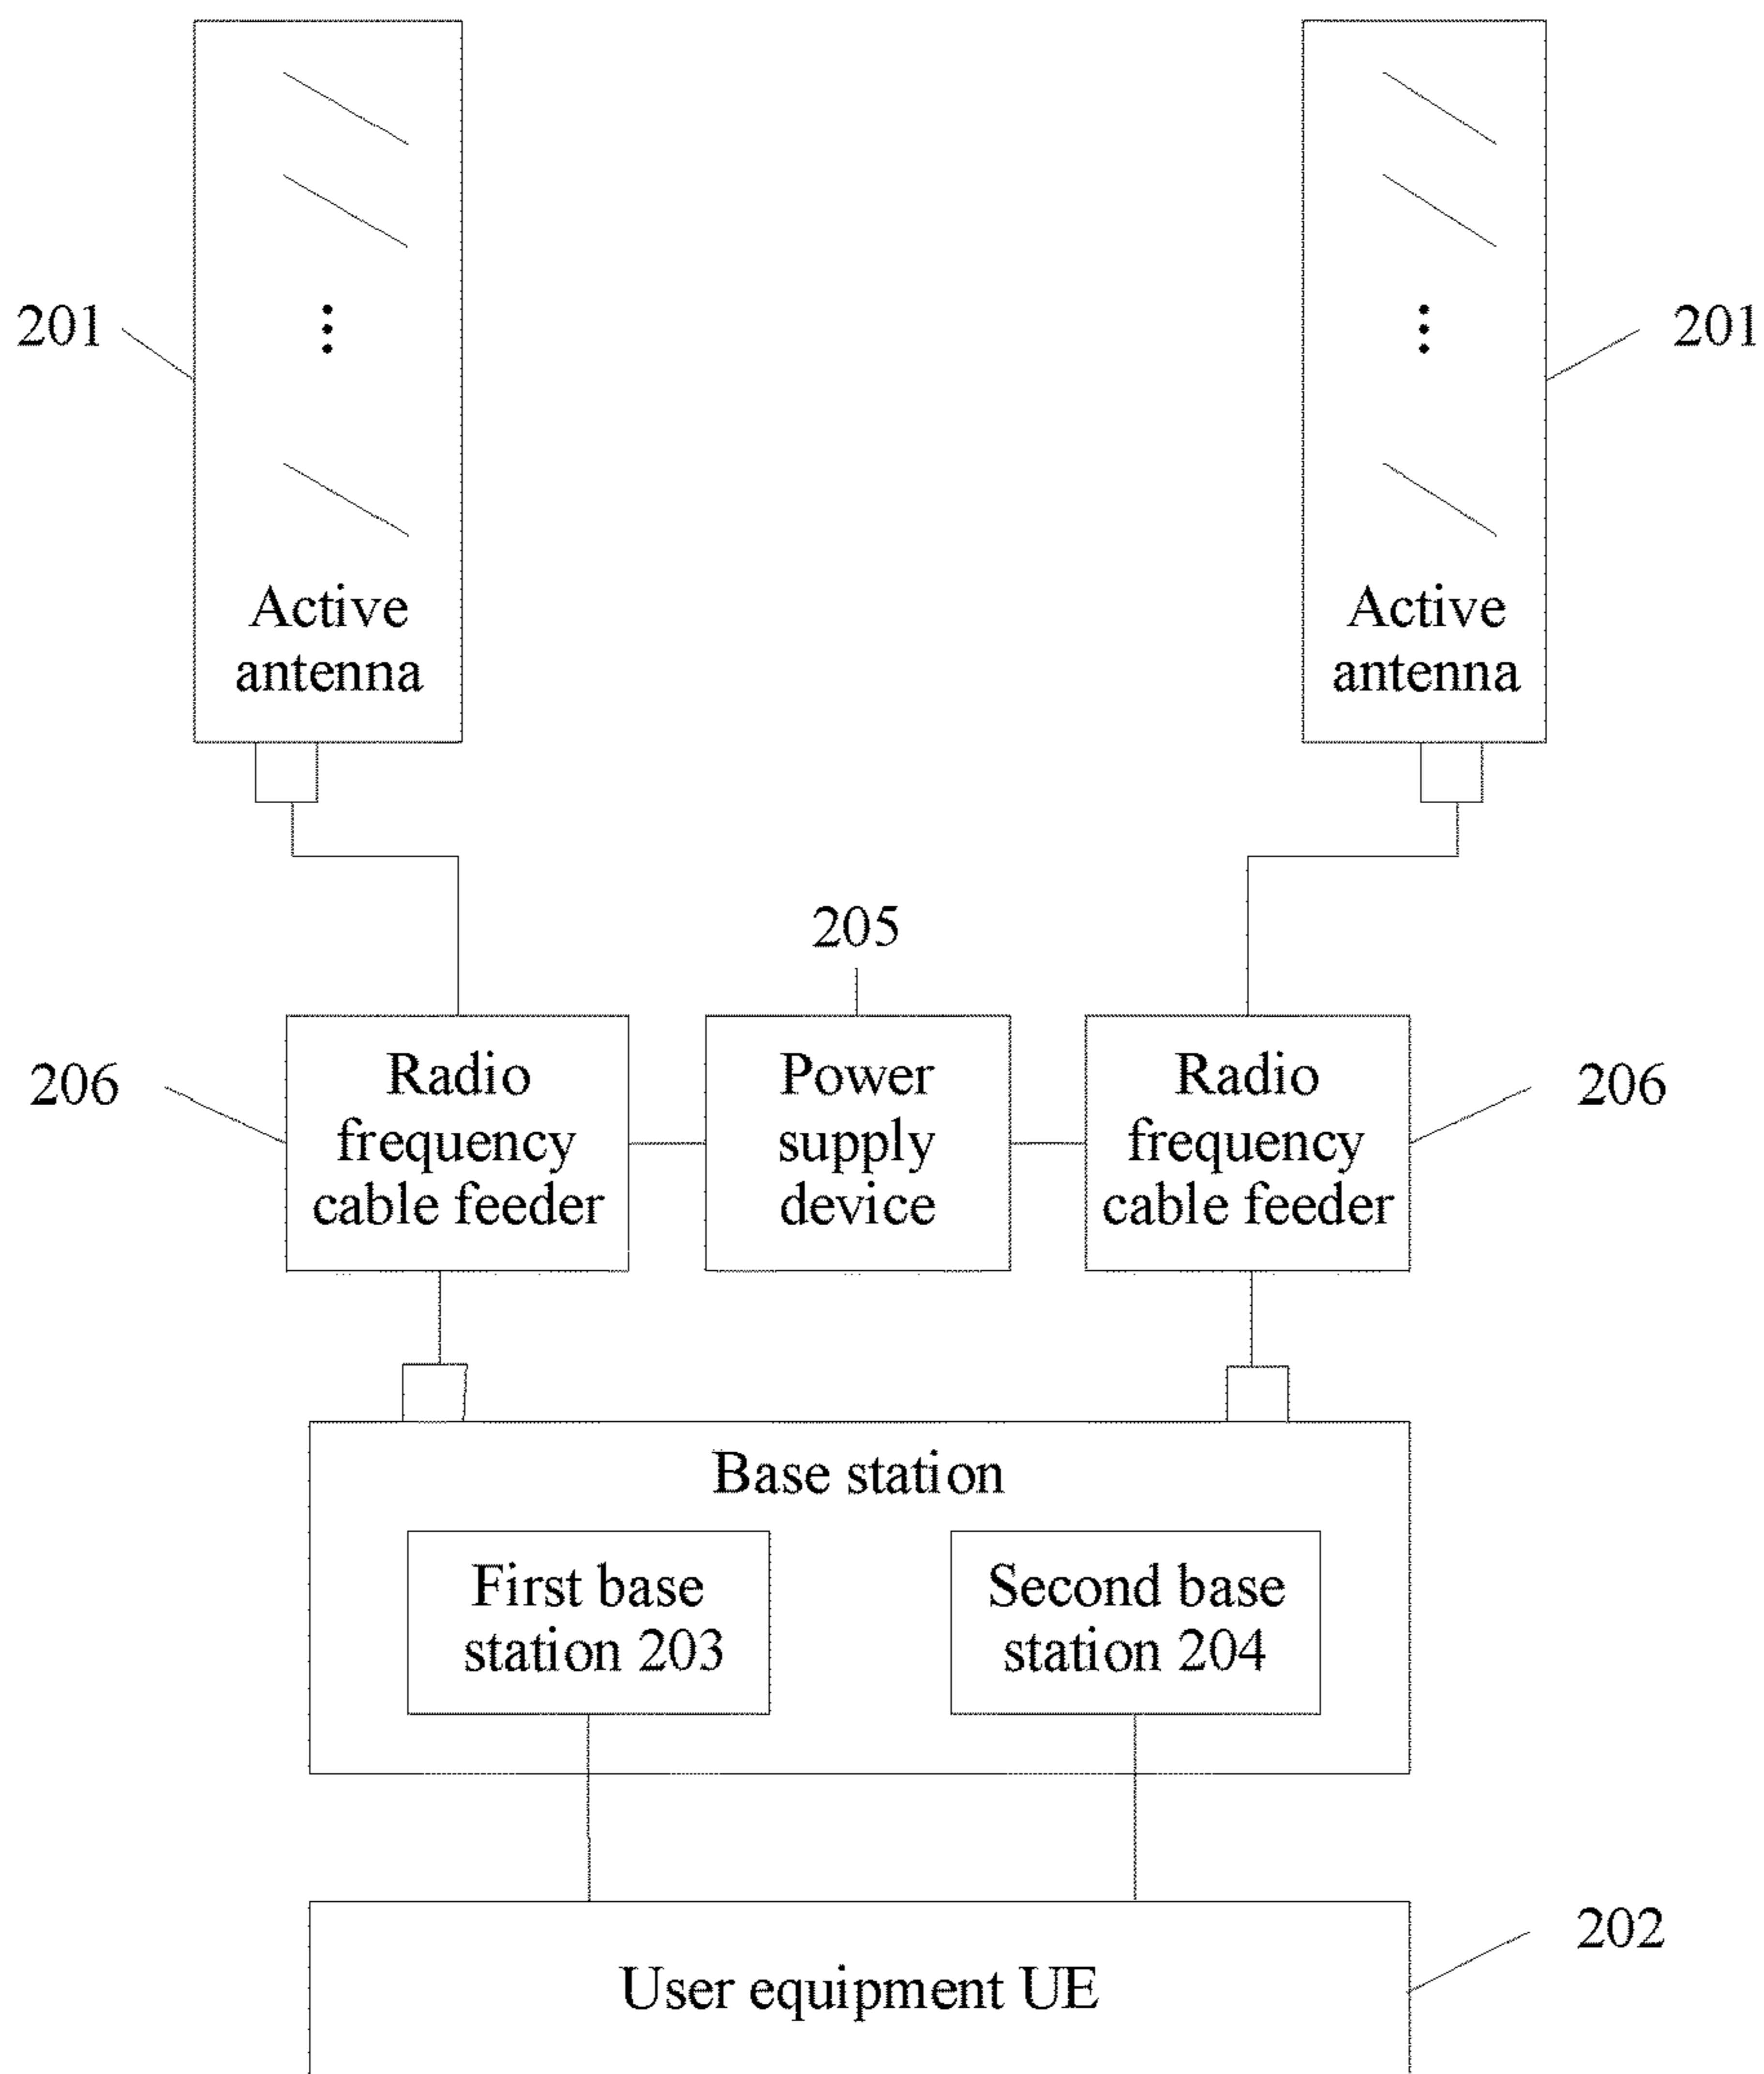 201
Active
antenna
201
Active
antenna
205
206
Radio
frequency
cable feeder
Power
supply
device
Radio
frequency
cable feeder
206
Base station
First base
station 203
Second base
station 204
202
User equipment UE